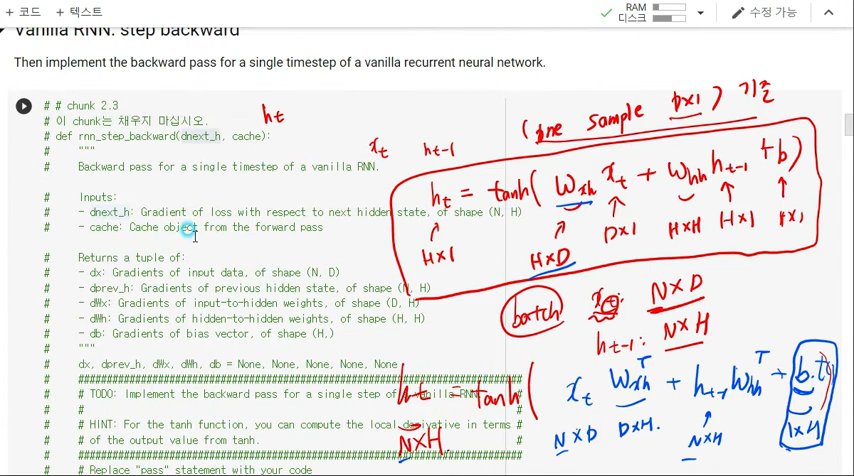 + 코드
+ 텍스트
RAM
디스크
수정 가능
Vanilla RNN: step backward
Then implement the backward pass for a single timestep of a vanilla recurrent neural network.
# # chunk 2.3
# 이 chunk는 채우지 마십시오.
# def rnn_step_backward(dnext_h, cache):
# """
# Backward pass for a single timestep of a vanilla RNN.
# Inputs:
# - dnext_h: Gradient of loss with respect to next hidden state, of shape (N, H)
# - cache: Cache object from the forward pass
# Returns a tuple of:
# - dx: Gradients of input data, of shape (N, D)
# - dprev_h: Gradients of previous hidden state, of shape (N, H)
# - dWx: Gradients of input-to-hidden weights, of shape (D, H)
# - dWh: Gradients of hidden-to-hidden weights, of shape (H, H)
# - db: Gradients of bias vector, of shape (H,)
# """
# dx, dprev_h, dWx, dWh, db = None, None, None, None, None
##############################################################################
# # TODO: Implement the backward pass for a single step of a vanilla RNN.
# #
# # HINT: For the tanh function, you can compute the local derivative in terms
# # of the output value from tanh.
##############################################################################
# # Replace "pass" statement with your code
ht
xt ht-1
(one sample D×1) 기준
ht = tanh( Wxh xt + Whh ht-1 + b)
H×1 H×D D×1 H×H H×1 H×1
batch xt: N×D
ht-1: N×H
ht = tanh( xt Wxh^T + ht-1 Whh^T + b.T)
N×H. N×D D×H. N×H 1×H